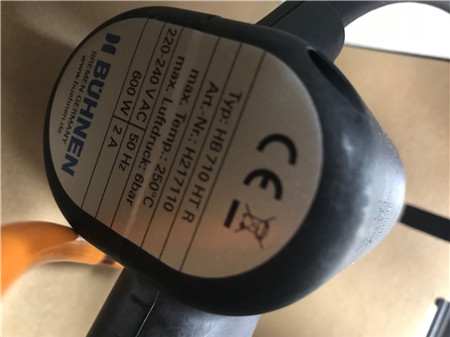 BÜHNEN
BREMEN.GERMANY
www.buehnen.de
Typ: HB710 HT R
Art.-Nr.: H217110
max. Temp.: 250°C
max. Luftdruck: 6bar
220-240 V AC 50 Hz
600 W 2 A
CE